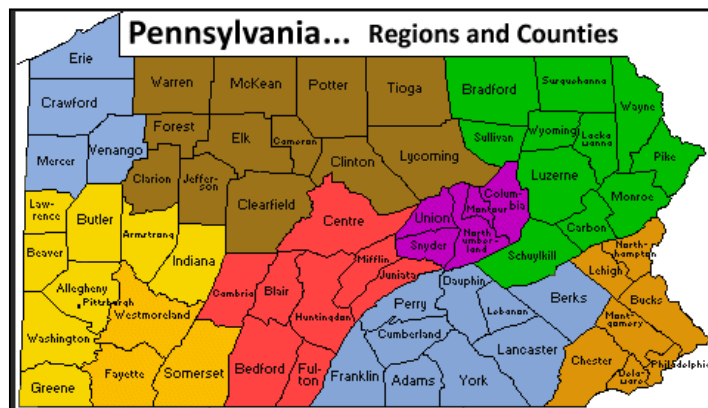 Pennsylvania... Regions and Counties
Erie
Warren
McKean
Potter
Tioga
Bradford
Susquehanna
Wayne
Crawford
Forest
Elk
Cameron
Sullivan
Wyoming
Lacka
wanna
Mercer
Venango
Clinton
Lycoming
Luzerne
Pike
Clarion
Jeffer-
son
Clearfield
Centre
Union
Montour
Colum-
bia
Monroe
Law-
rence
Butler
Armstrong
Indiana
Snyder
North
umber-
land
Carbon
Schuylkill
Beaver
Mifflin
Juniata
North-
hampton
Lehigh
Allegheny
Pittsburgh
Westmoreland
Cambria
Blair
Huntingdon
Perry
Dauphin
Lebanon
Berks
Bucks
Mont-
gomery
Washington
Cumberland
Lancaster
Chester
Dela-
ware
Philadelphia
Greene
Fayette
Somerset
Bedford
Ful-
ton
Franklin
Adams
York